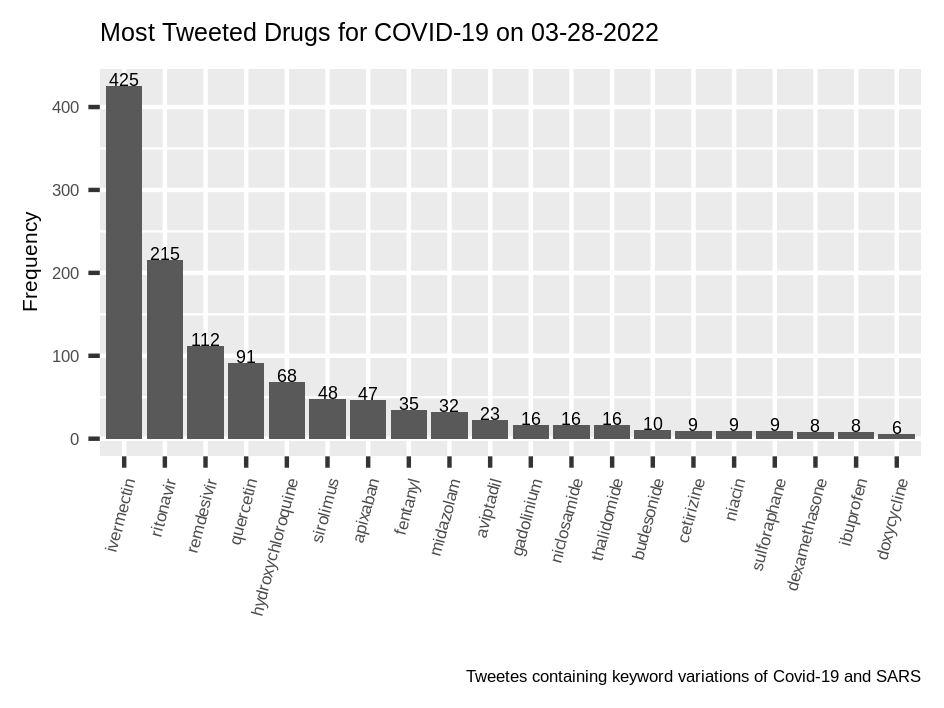 Most Tweeted Drugs for COVID-19 on 03-28-2022
Frequency
400
300
200
100
0
425
215
112
91
68
48
47
35
32
23
16
16
16
10
9
9
9
8
8
6
ivermectin
ritonavir
remdesivir
quercetin
hydroxychloroquine
sirolimus
apixaban
fentanyl
midazolam
aviptadil
gadolinium
niclosamide
thalidomide
budesonide
cetirizine
niacin
sulforaphane
dexamethasone
ibuprofen
doxycycline
Tweetes containing keyword variations of Covid-19 and SARS